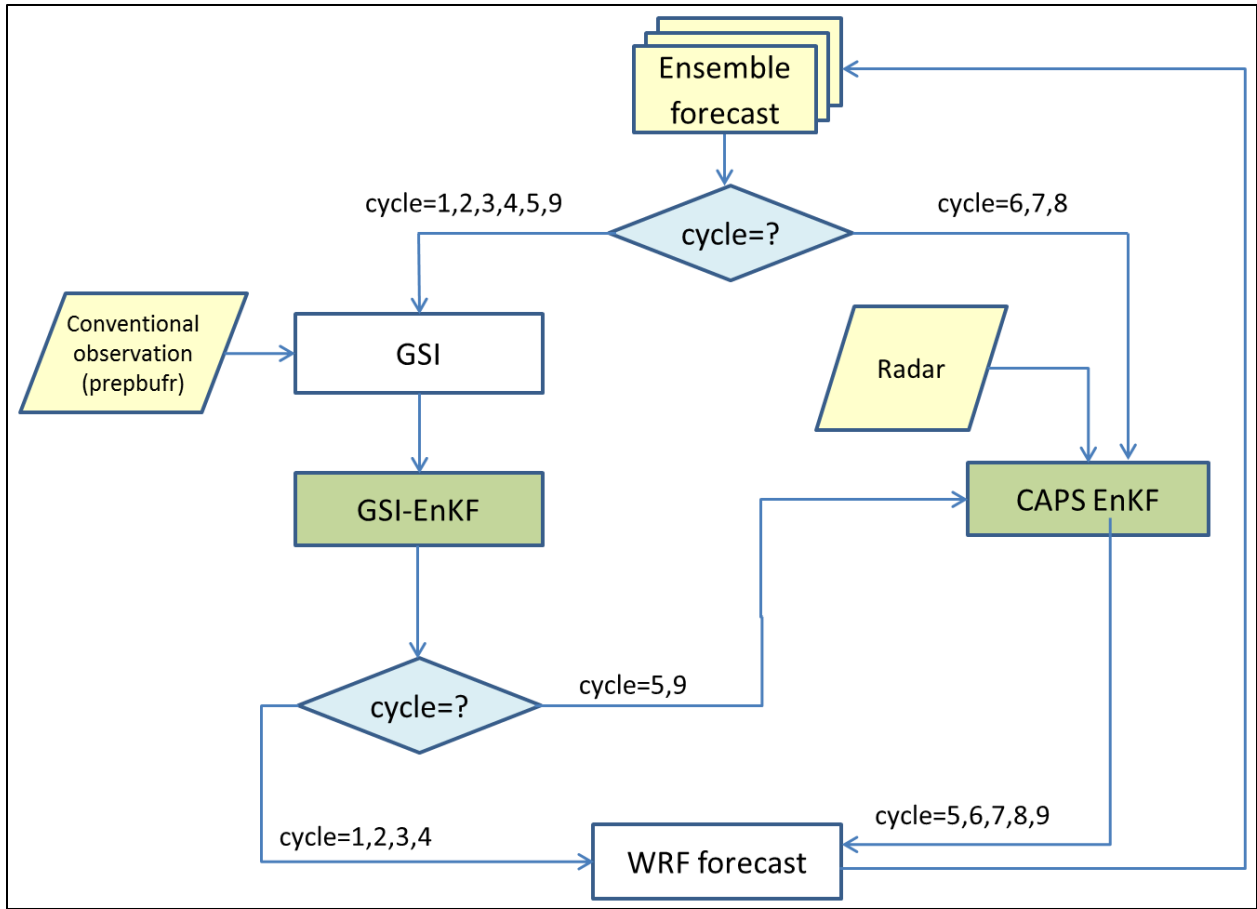 Ensemble
forecast
cycle=1,2,3,4,5,9
cycle=6,7,8
cycle=?
Conventional
observation
(prepbufr)
GSI
Radar
GSI-EnKF
CAPS EnKF
cycle=?
cycle=5,9
cycle=1,2,3,4
cycle=5,6,7,8,9
WRF forecast